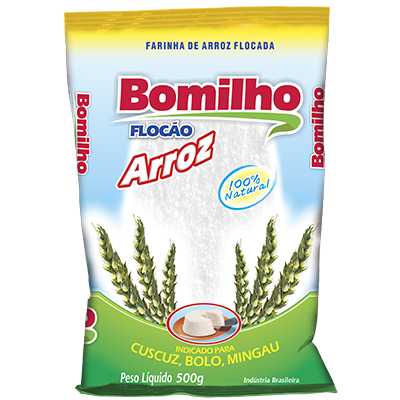 FARINHA DE ARROZ FLOCADA
Bomilho
FLOCÃO
Arroz
100%
Natural
Bomilho
Bomilho
INDICADO PARA
CUSCUZ, BOLO, MINGAU
Peso Líquido 500g
Indústria Brasileira